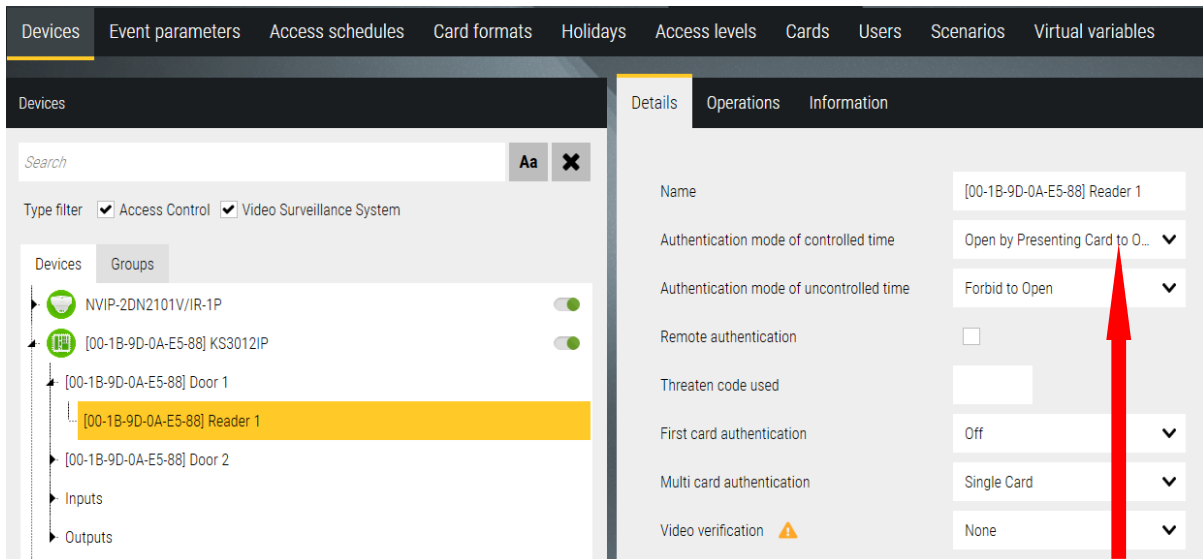 Devices Event parameters Access schedules Card formats Holidays Access levels Cards Users Scenarios Virtual variables
Devices
Search
Aa
Type filter Access Control Video Surveillance System
Devices Groups
NVIP-2DN2101V/IR-1P
[00-1B-9D-0A-E5-88] KS3012IP
[00-1B-9D-0A-E5-88] Door 1
[00-1B-9D-0A-E5-88] Reader 1
[00-1B-9D-0A-E5-88] Door 2
Inputs
Outputs
Details Operations Information
Name [00-1B-9D-0A-E5-88] Reader 1
Authentication mode of controlled time Open by Presenting Card to O...
Authentication mode of uncontrolled time Forbid to Open
Remote authentication
Threaten code used
First card authentication Off
Multi card authentication Single Card
Video verification None